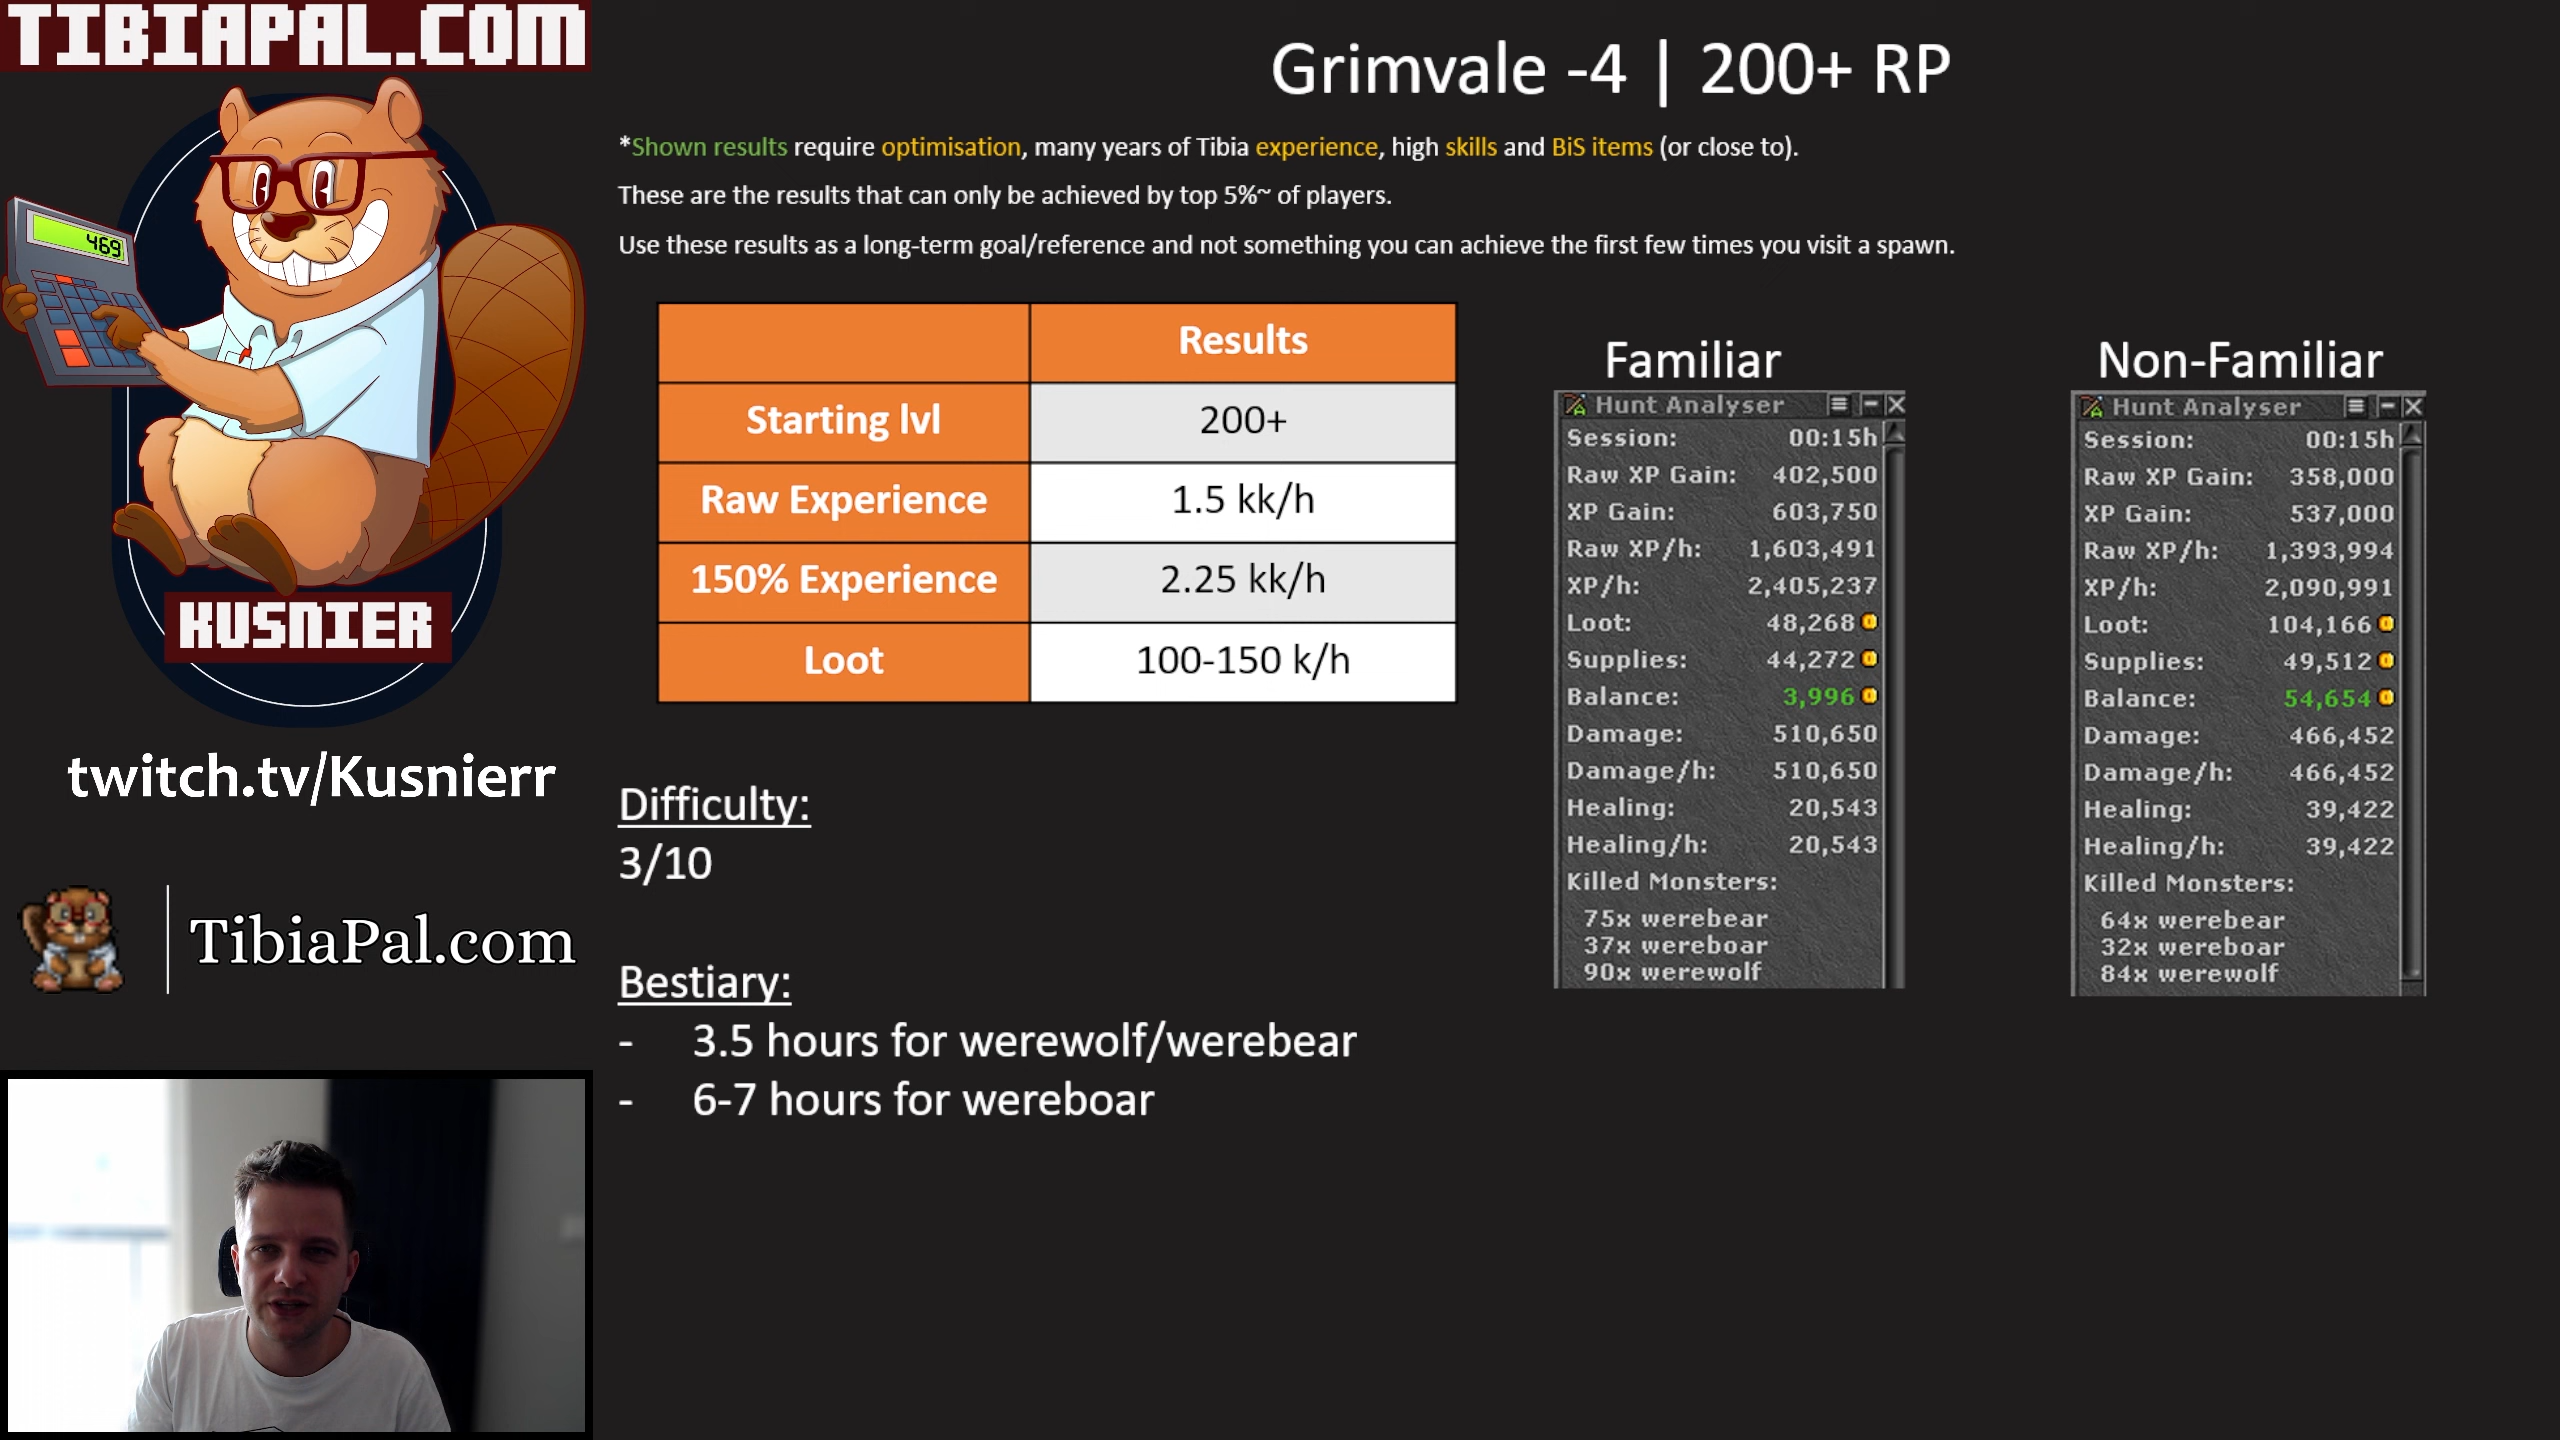 TIBIAPAL.COM
469
KUSNIER
twitch.tv/Kusnierr
TibiaPal.com
Grimvale -4 | 200+ RP
*Shown results require optimisation, many years of Tibia experience, high skills and BiS items (or close to).
These are the results that can only be achieved by top 5%~ of players.
Use these results as a long-term goal/reference and not something you can achieve the first few times you visit a spawn.
Results
Starting lvl 200+
Raw Experience 1.5 kk/h
150% Experience 2.25 kk/h
Loot 100-150 k/h
Difficulty:
3/10
Bestiary:
- 3.5 hours for werewolf/werebear
- 6-7 hours for wereboar
Familiar
Hunt Analyser
Session: 00:15h
Raw XP Gain: 402,500
XP Gain: 603,750
Raw XP/h: 1,603,491
XP/h: 2,405,237
Loot: 48,268
Supplies: 44,272
Balance: 3,996
Damage: 510,650
Damage/h: 510,650
Healing: 20,543
Healing/h: 20,543
Killed Monsters:
75x werebear
37x wereboar
90x werewolf
Non-Familiar
Hunt Analyser
Session: 00:15h
Raw XP Gain: 358,000
XP Gain: 537,000
Raw XP/h: 1,393,994
XP/h: 2,090,991
Loot: 104,166
Supplies: 49,512
Balance: 54,654
Damage: 466,452
Damage/h: 466,452
Healing: 39,422
Healing/h: 39,422
Killed Monsters:
64x werebear
32x wereboar
84x werewolf